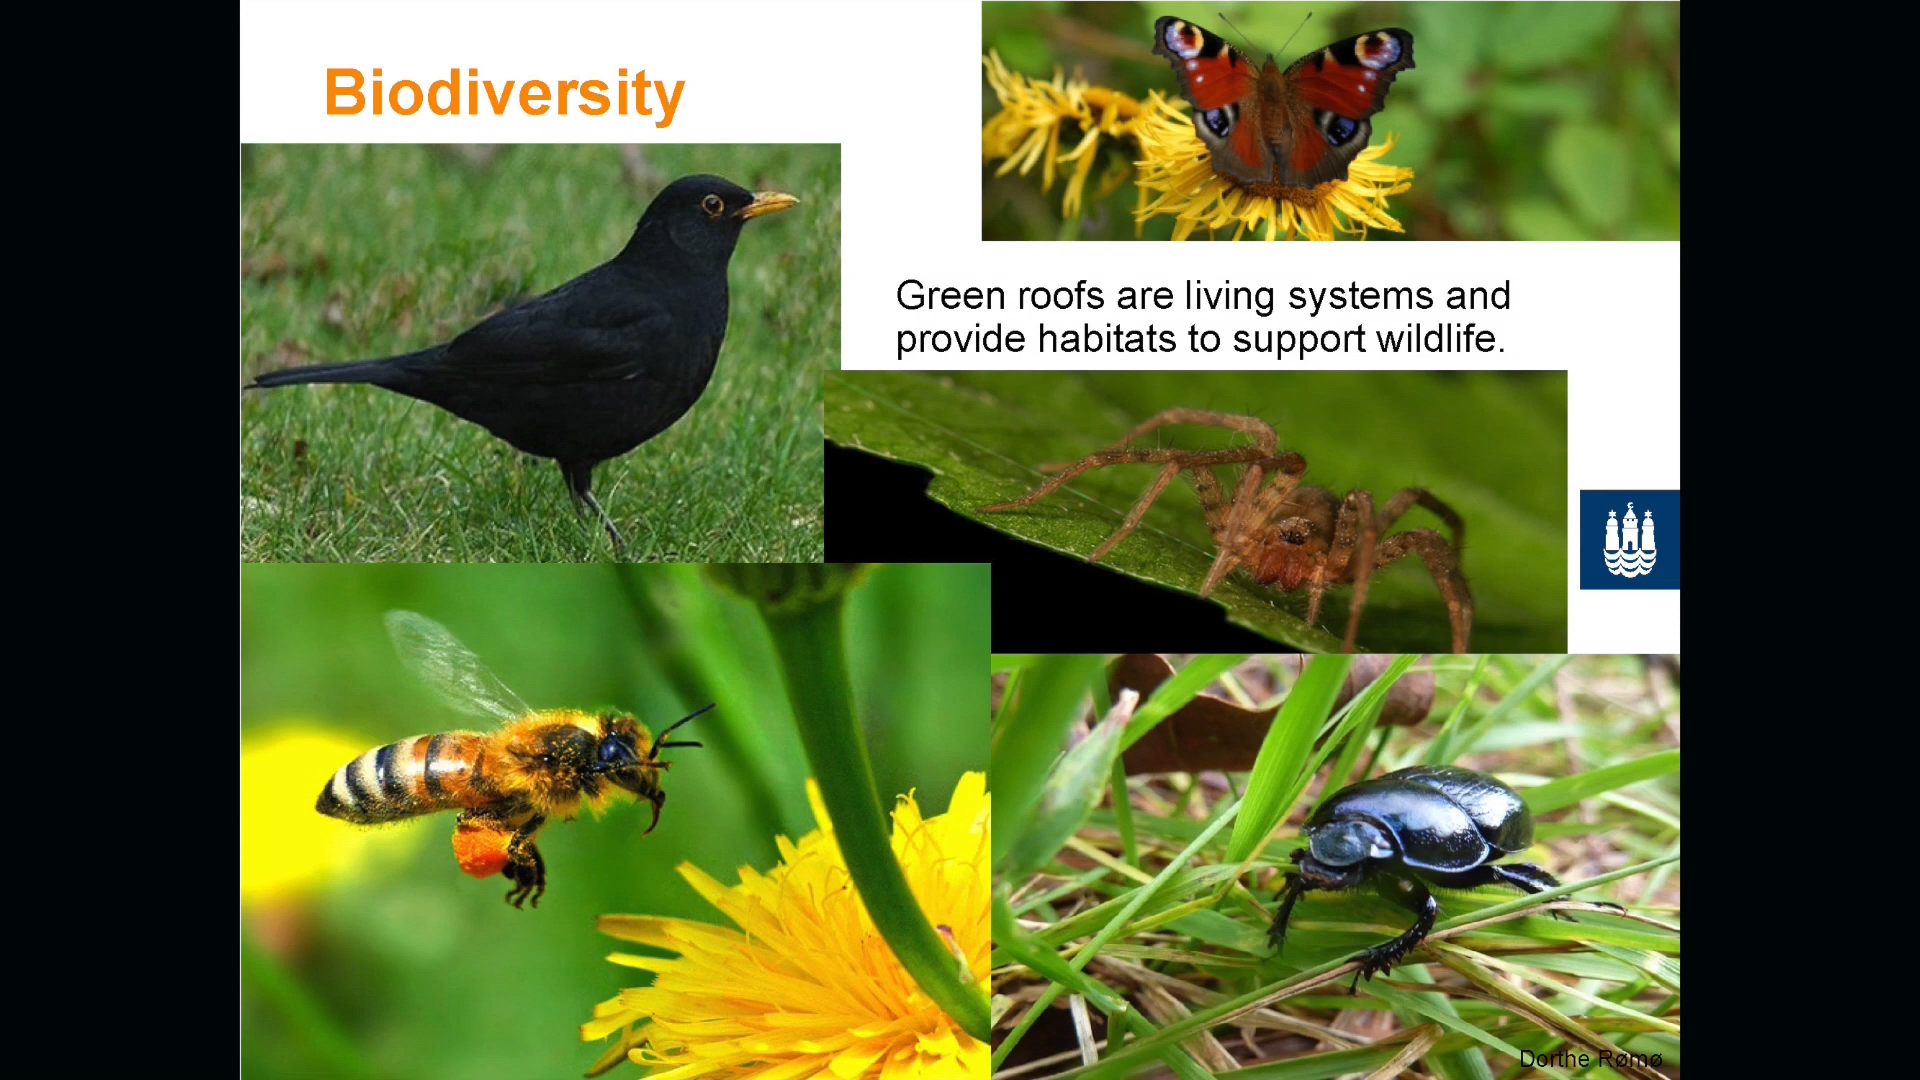 Biodiversity
Green roofs are living systems and
provide habitats to support wildlife.
Dorthe Rømø